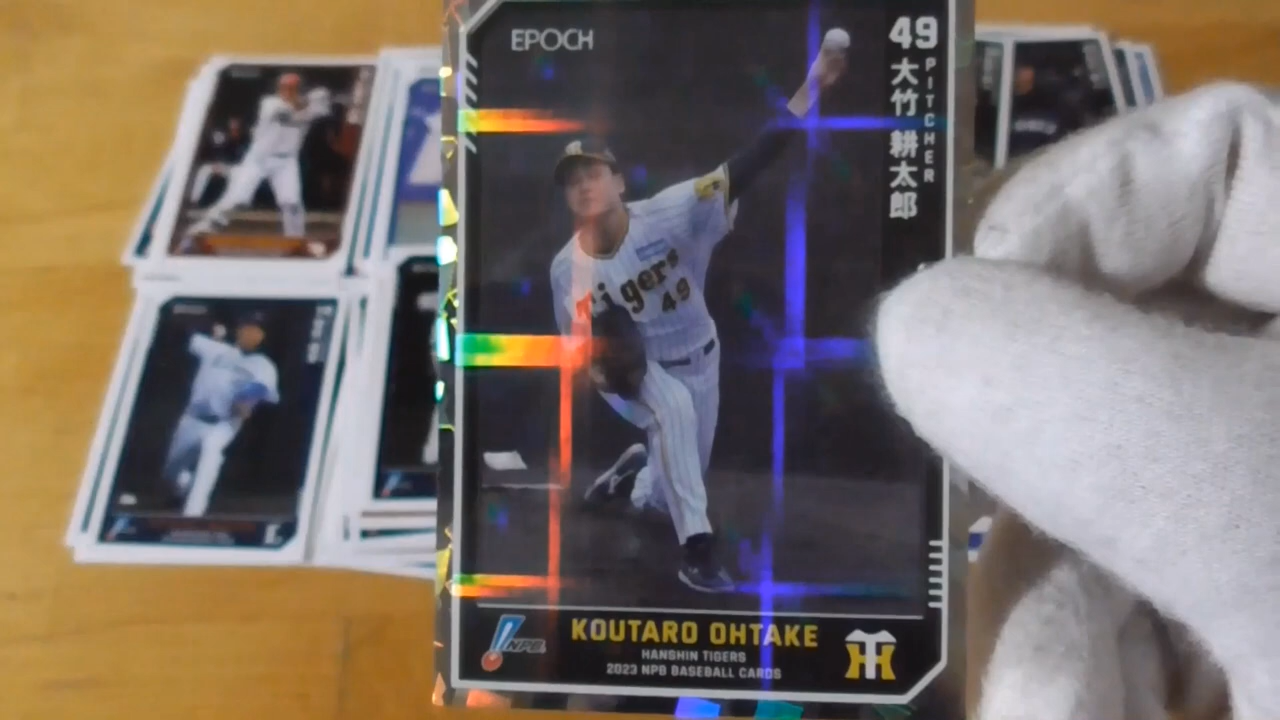 EPOCH
49
PITCHER
大竹 耕太郎
Tigers
49
NPB
KOUTARO OHTAKE
HANSHIN TIGERS
2023 NPB BASEBALL CARDS